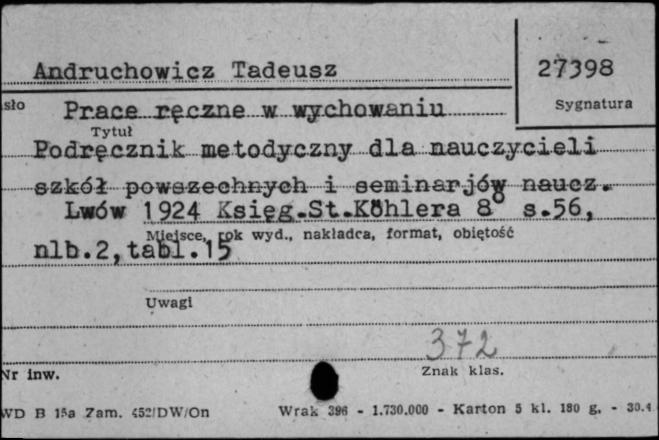 Andruchowicz Tadeusz
27398
sło Prace ręczne w wychowaniu
Sygnatura
Tytuł
Podręcznik metodyczny dla nauczycieli
szkół powszechnych i seminarjów naucz.
Lwów 1924 Księg.St.Köhlera 8° s.56,
Miejsce, rok wyd., nakładca, format, objętość
nlb.2,tabl.15
Uwagi
372
Nr inw.
Znak klas.
WD B 15a Zam. 452/DW/On Wrak 396 - 1.730.000 - Karton 5 kl. 180 g. - 30.4